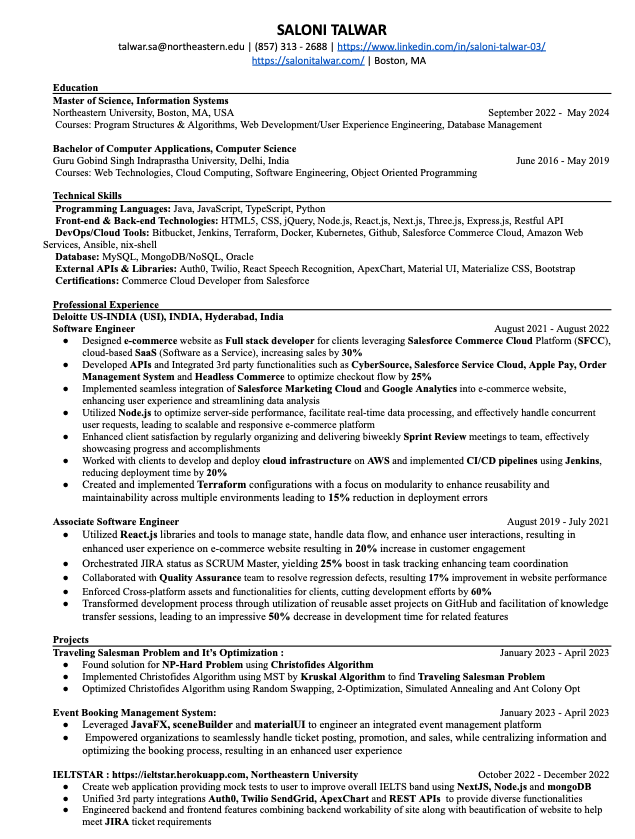 SALONI TALWAR
talwar.sa@northeastern.edu | (857) 313 - 2688 | https://www.linkedin.com/in/saloni-talwar-03/
https://salonitalwar.com/ | Boston, MA
Education
Master of Science, Information Systems
Northeastern University, Boston, MA, USA September 2022 - May 2024
Courses: Program Structures & Algorithms, Web Development/User Experience Engineering, Database Management
Bachelor of Computer Applications, Computer Science
Guru Gobind Singh Indraprastha University, Delhi, India June 2016 - May 2019
Courses: Web Technologies, Cloud Computing, Software Engineering, Object Oriented Programming
Technical Skills
Programming Languages: Java, JavaScript, TypeScript, Python
Front-end & Back-end Technologies: HTML5, CSS, jQuery, Node.js, React.js, Next.js, Three.js, Express.js, Restful API
DevOps/Cloud Tools: Bitbucket, Jenkins, Terraform, Docker, Kubernetes, Github, Salesforce Commerce Cloud, Amazon Web
Services, Ansible, nix-shell
Database: MySQL, MongoDB/NoSQL, Oracle
External APIs & Libraries: Auth0, Twilio, React Speech Recognition, ApexChart, Material UI, Materialize CSS, Bootstrap
Certifications: Commerce Cloud Developer from Salesforce
Professional Experience
Deloitte US-INDIA (USI), INDIA, Hyderabad, India
Software Engineer August 2021 - August 2022
● Designed e-commerce website as Full stack developer for clients leveraging Salesforce Commerce Cloud Platform (SFCC),
cloud-based SaaS (Software as a Service), increasing sales by 30%
● Developed APIs and Integrated 3rd party functionalities such as CyberSource, Salesforce Service Cloud, Apple Pay, Order
Management System and Headless Commerce to optimize checkout flow by 25%
● Implemented seamless integration of Salesforce Marketing Cloud and Google Analytics into e-commerce website,
enhancing user experience and streamlining data analysis
● Utilized Node.js to optimize server-side performance, facilitate real-time data processing, and effectively handle concurrent
user requests, leading to scalable and responsive e-commerce platform
● Enhanced client satisfaction by regularly organizing and delivering biweekly Sprint Review meetings to team, effectively
showcasing progress and accomplishments
● Worked with clients to develop and deploy cloud infrastructure on AWS and implemented CI/CD pipelines using Jenkins,
reducing deployment time by 20%
● Created and implemented Terraform configurations with a focus on modularity to enhance reusability and
maintainability across multiple environments leading to 15% reduction in deployment errors
Associate Software Engineer August 2019 - July 2021
● Utilized React.js libraries and tools to manage state, handle data flow, and enhance user interactions, resulting in
enhanced user experience on e-commerce website resulting in 20% increase in customer engagement
● Orchestrated JIRA status as SCRUM Master, yielding 25% boost in task tracking enhancing team coordination
● Collaborated with Quality Assurance team to resolve regression defects, resulting 17% improvement in website performance
● Enforced Cross-platform assets and functionalities for clients, cutting development efforts by 60%
● Transformed development process through utilization of reusable asset projects on GitHub and facilitation of knowledge
transfer sessions, leading to an impressive 50% decrease in development time for related features
Projects
Traveling Salesman Problem and It's Optimization : January 2023 - April 2023
● Found solution for NP-Hard Problem using Christofides Algorithm
● Implemented Christofides Algorithm using MST by Kruskal Algorithm to find Traveling Salesman Problem
● Optimized Christofides Algorithm using Random Swapping, 2-Optimization, Simulated Annealing and Ant Colony Opt
Event Booking Management System: January 2023 - April 2023
● Leveraged JavaFX, sceneBuilder and materialUI to engineer an integrated event management platform
● Empowered organizations to seamlessly handle ticket posting, promotion, and sales, while centralizing information and
optimizing the booking process, resulting in an enhanced user experience
IELTSTAR : https://ieltstar.herokuapp.com, Northeastern University October 2022 - December 2022
● Create web application providing mock tests to user to improve overall IELTS band using NextJS, Node.js and mongoDB
● Unified 3rd party integrations Auth0, Twilio SendGrid, ApexChart and REST APIs to provide diverse functionalities
● Engineered backend and frontend features combining backend workability of site along with beautification of website to help
meet JIRA ticket requirements